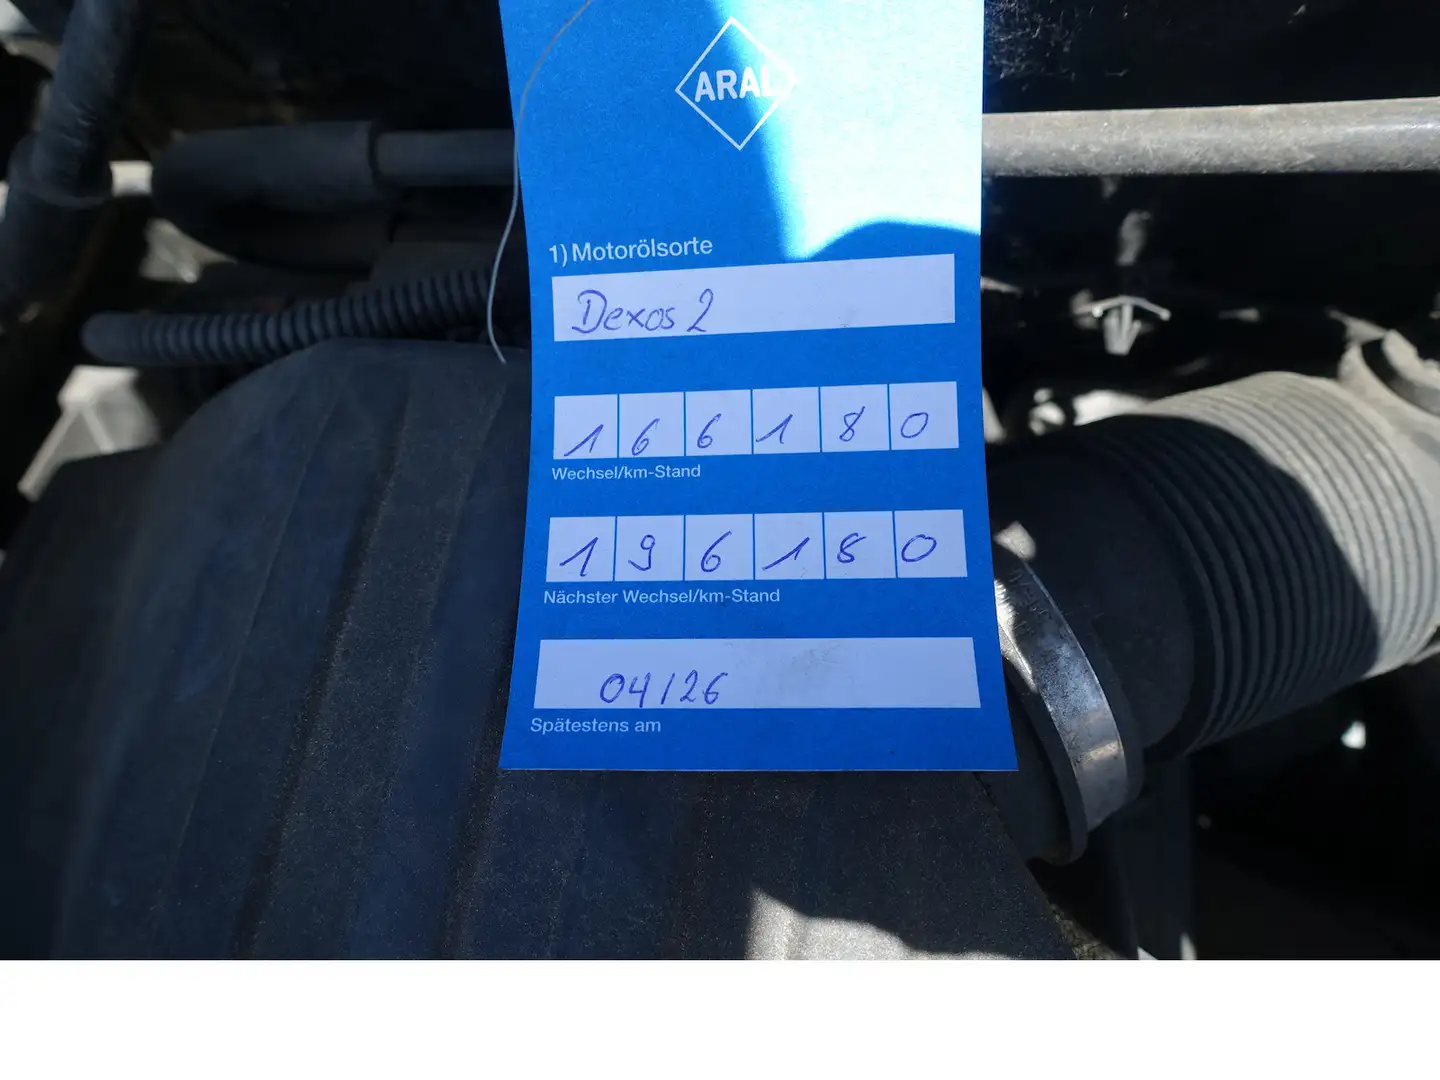 ARAL
1) Motorölsorte
Dexos 2
166180
Wechsel/km-Stand
196180
Nächster Wechsel/km-Stand
04/26
Spätestens am